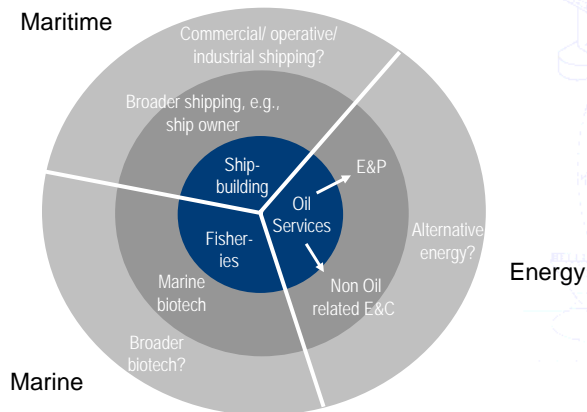 Maritime
Commercial/ operative/
industrial shipping?
Broader shipping, e.g.,
ship owner
Ship-
building
E&P
Oil
Services
Alternative
energy?
Energy
Fisher-
ies
Non Oil
related E&C
Marine
biotech
Broader
biotech?
Marine